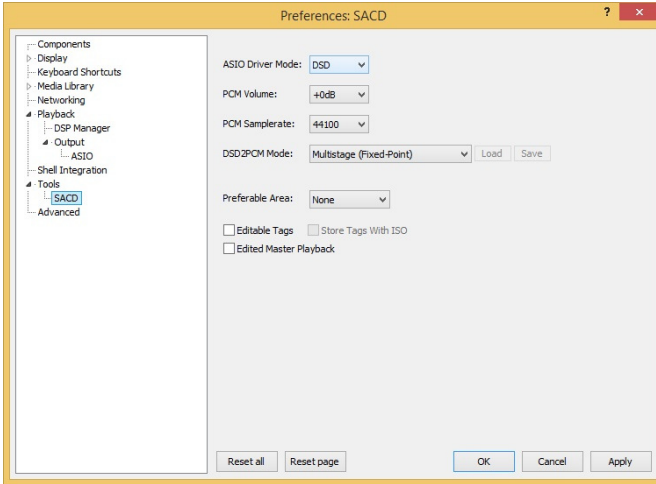 Preferences: SACD
? ×
Components
Display
Keyboard Shortcuts
Media Library
Networking
Playback
DSP Manager
Output
ASIO
Shell Integration
Tools
SACD
Advanced
ASIO Driver Mode: DSD
PCM Volume: +0dB
PCM Samplerate: 44100
DSD2PCM Mode: Multistage (Fixed-Point) Load Save
Preferable Area: None
Editable Tags Store Tags With ISO
Edited Master Playback
Reset all Reset page OK Cancel Apply